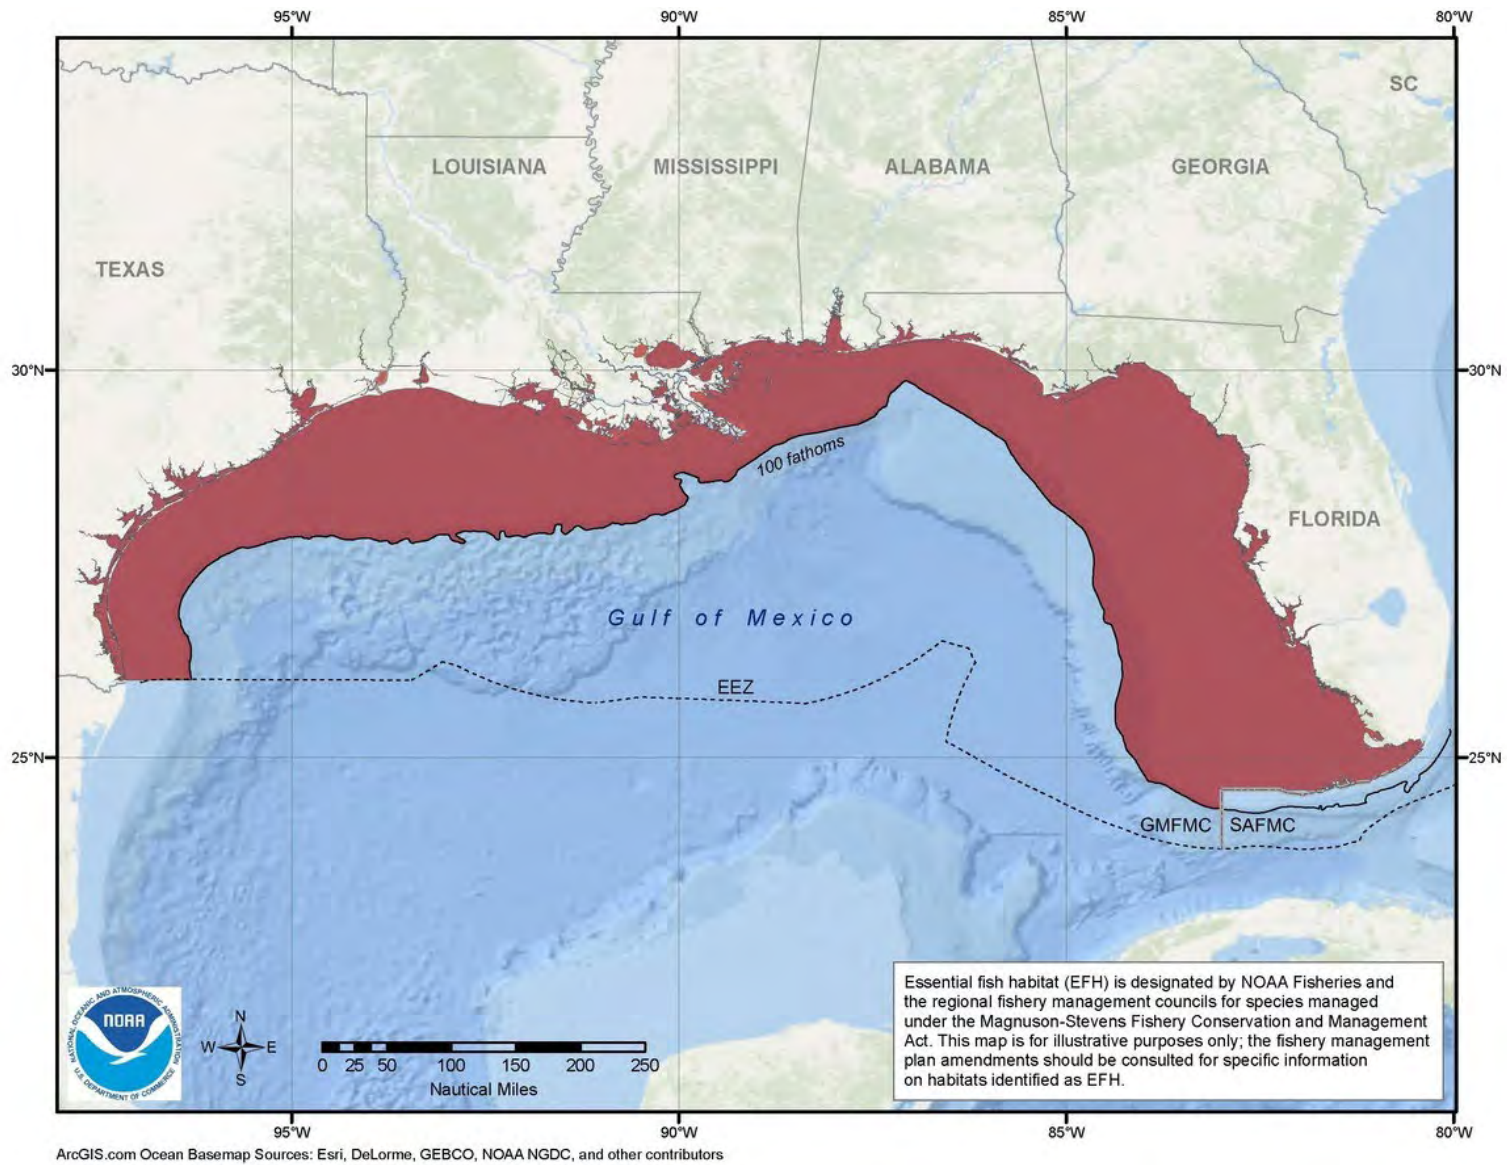 95°W
90°W
85°W
80°W
SC
LOUISIANA
MISSISSIPPI
ALABAMA
GEORGIA
TEXAS
30°N
30°N
100 fathoms
FLORIDA
Gulf of Mexico
EEZ
25°N
25°N
GMFMC
SAFMC
Essential fish habitat (EFH) is designated by NOAA Fisheries and
the regional fishery management councils for species managed
under the Magnuson-Stevens Fishery Conservation and Management
Act. This map is for illustrative purposes only; the fishery management
plan amendments should be consulted for specific information
on habitats identified as EFH.
NATIONAL OCEANIC AND ATMOSPHERIC ADMINISTRATION
NOAA
U.S. DEPARTMENT OF COMMERCE
N
W
E
S
0 25 50 100 150 200 250
Nautical Miles
95°W
90°W
85°W
80°W
ArcGIS.com Ocean Basemap Sources: Esri, DeLorme, GEBCO, NOAA NGDC, and other contributors